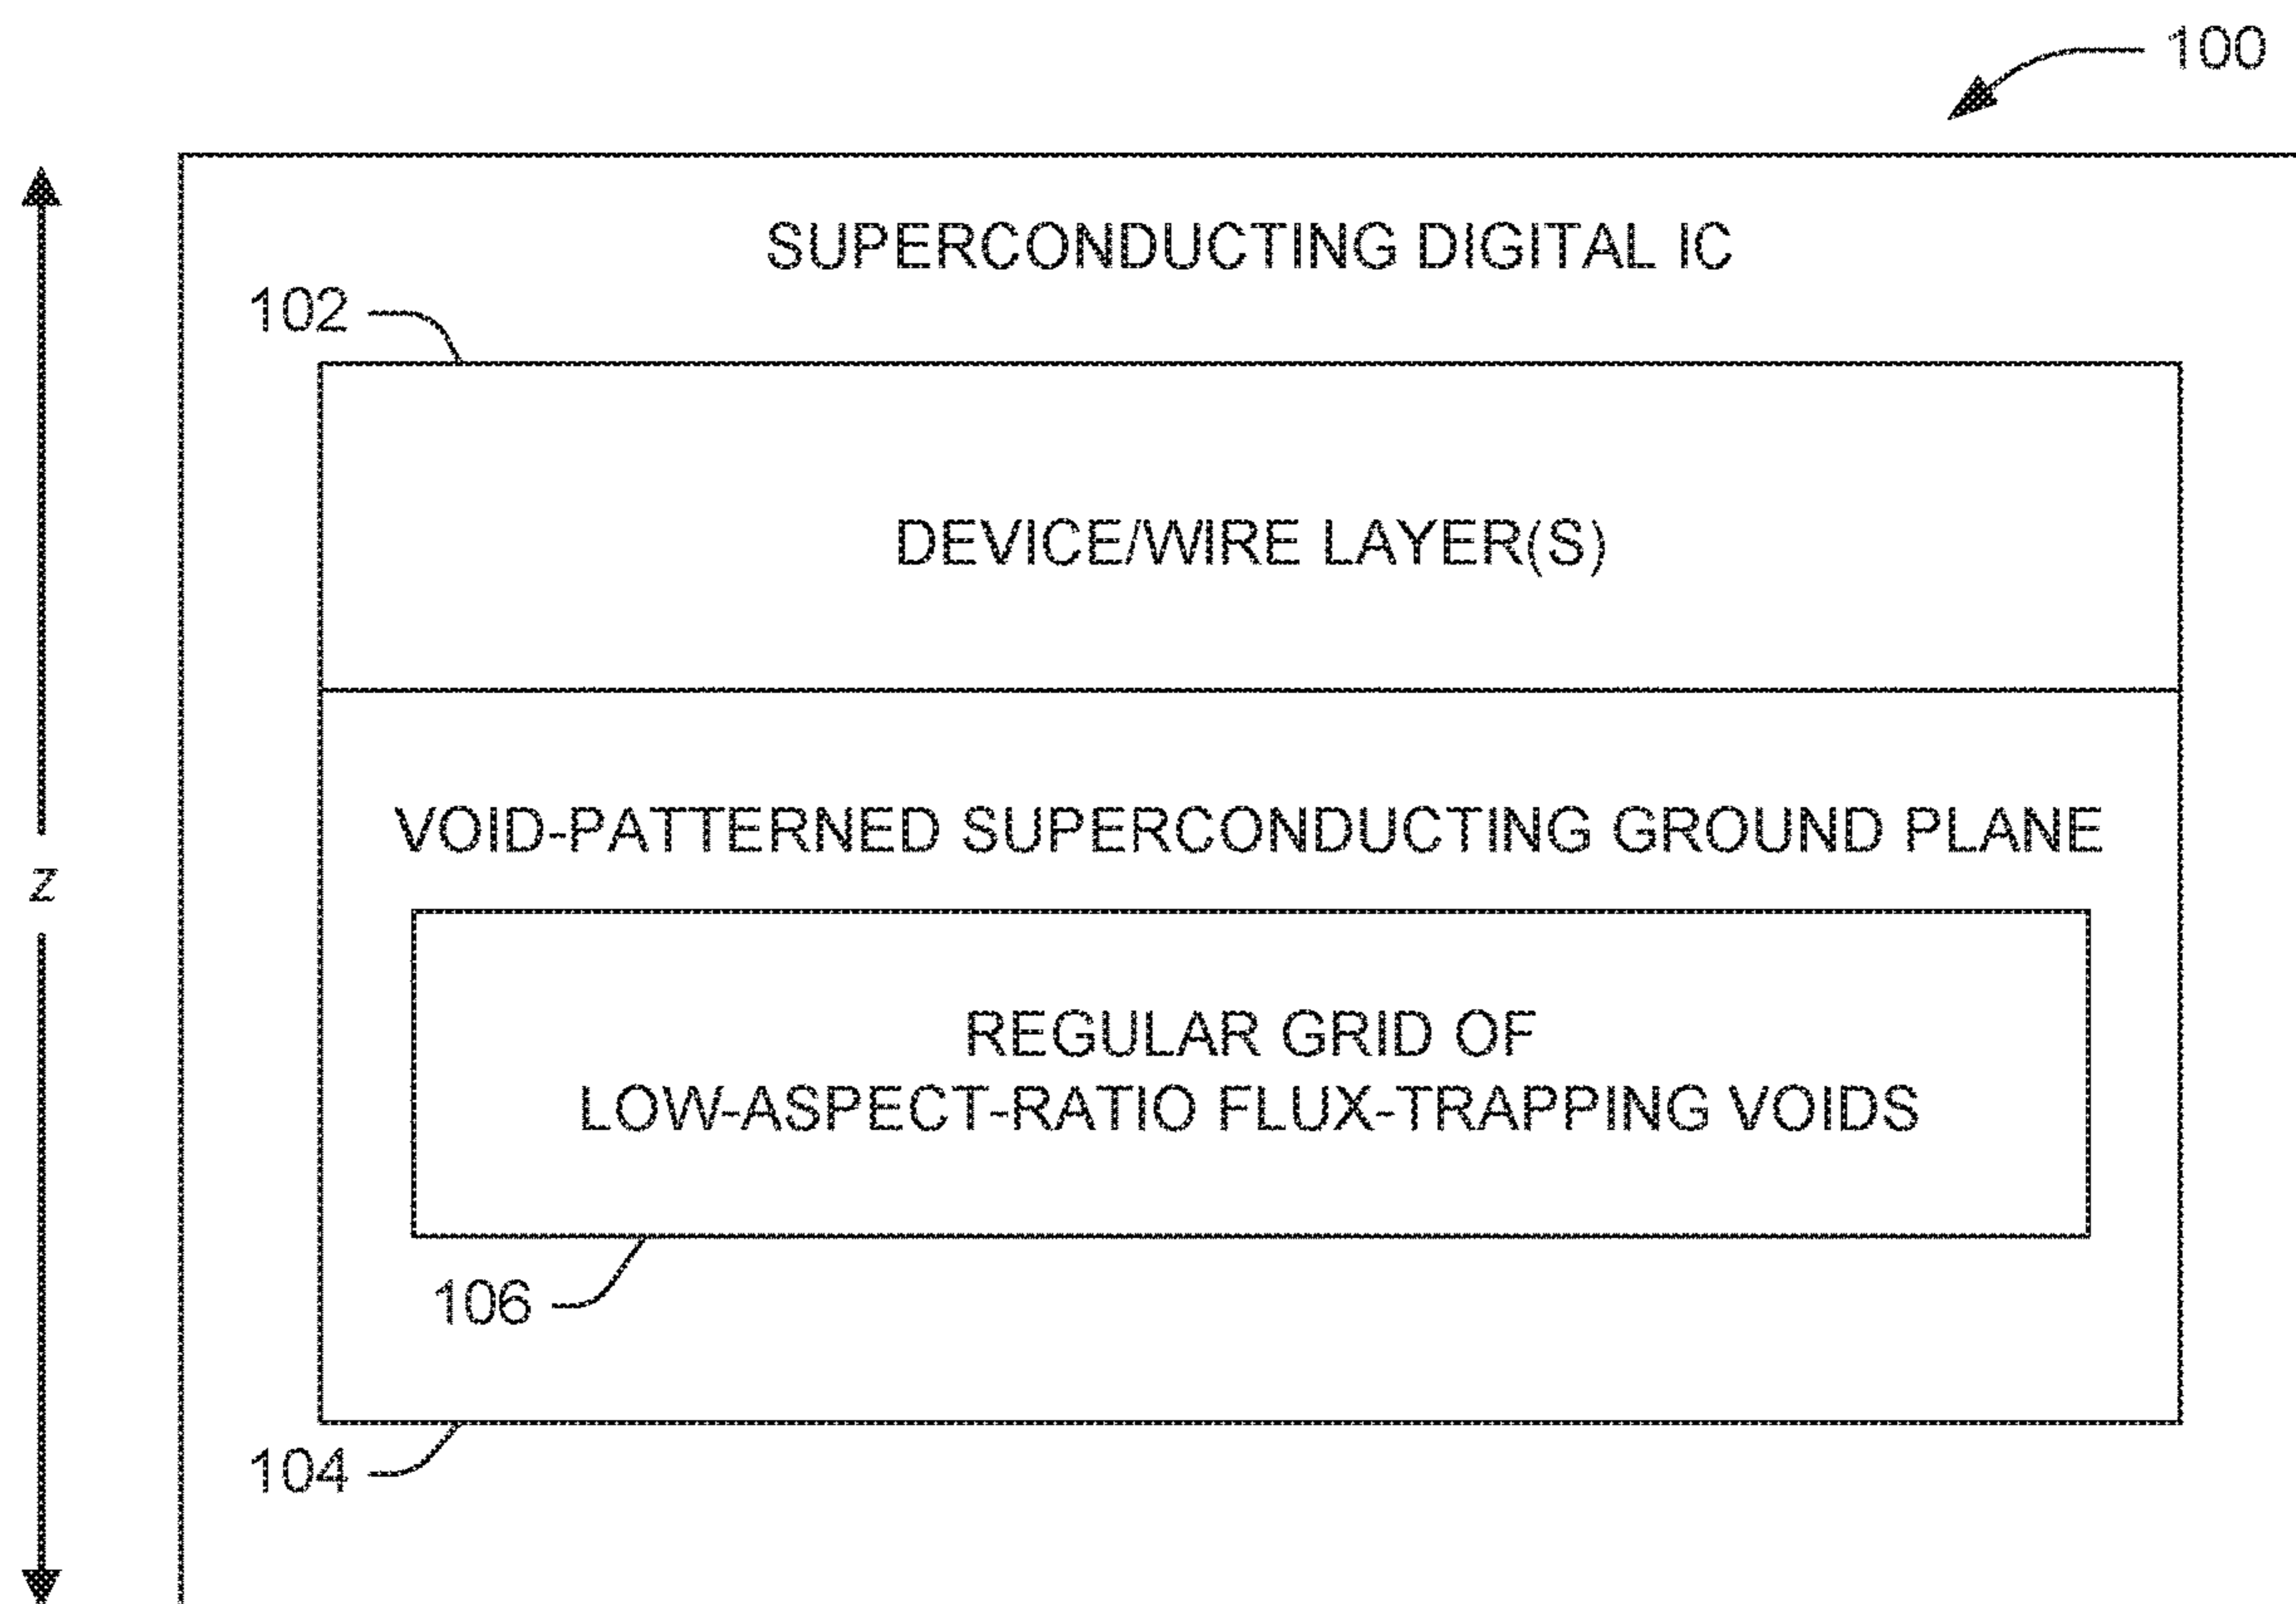 100
SUPERCONDUCTING DIGITAL IC
102
DEVICE/WIRE LAYER(S)
VOID-PATTERNED SUPERCONDUCTING GROUND PLANE
z
REGULAR GRID OF
LOW-ASPECT-RATIO FLUX-TRAPPING VOIDS
106
104